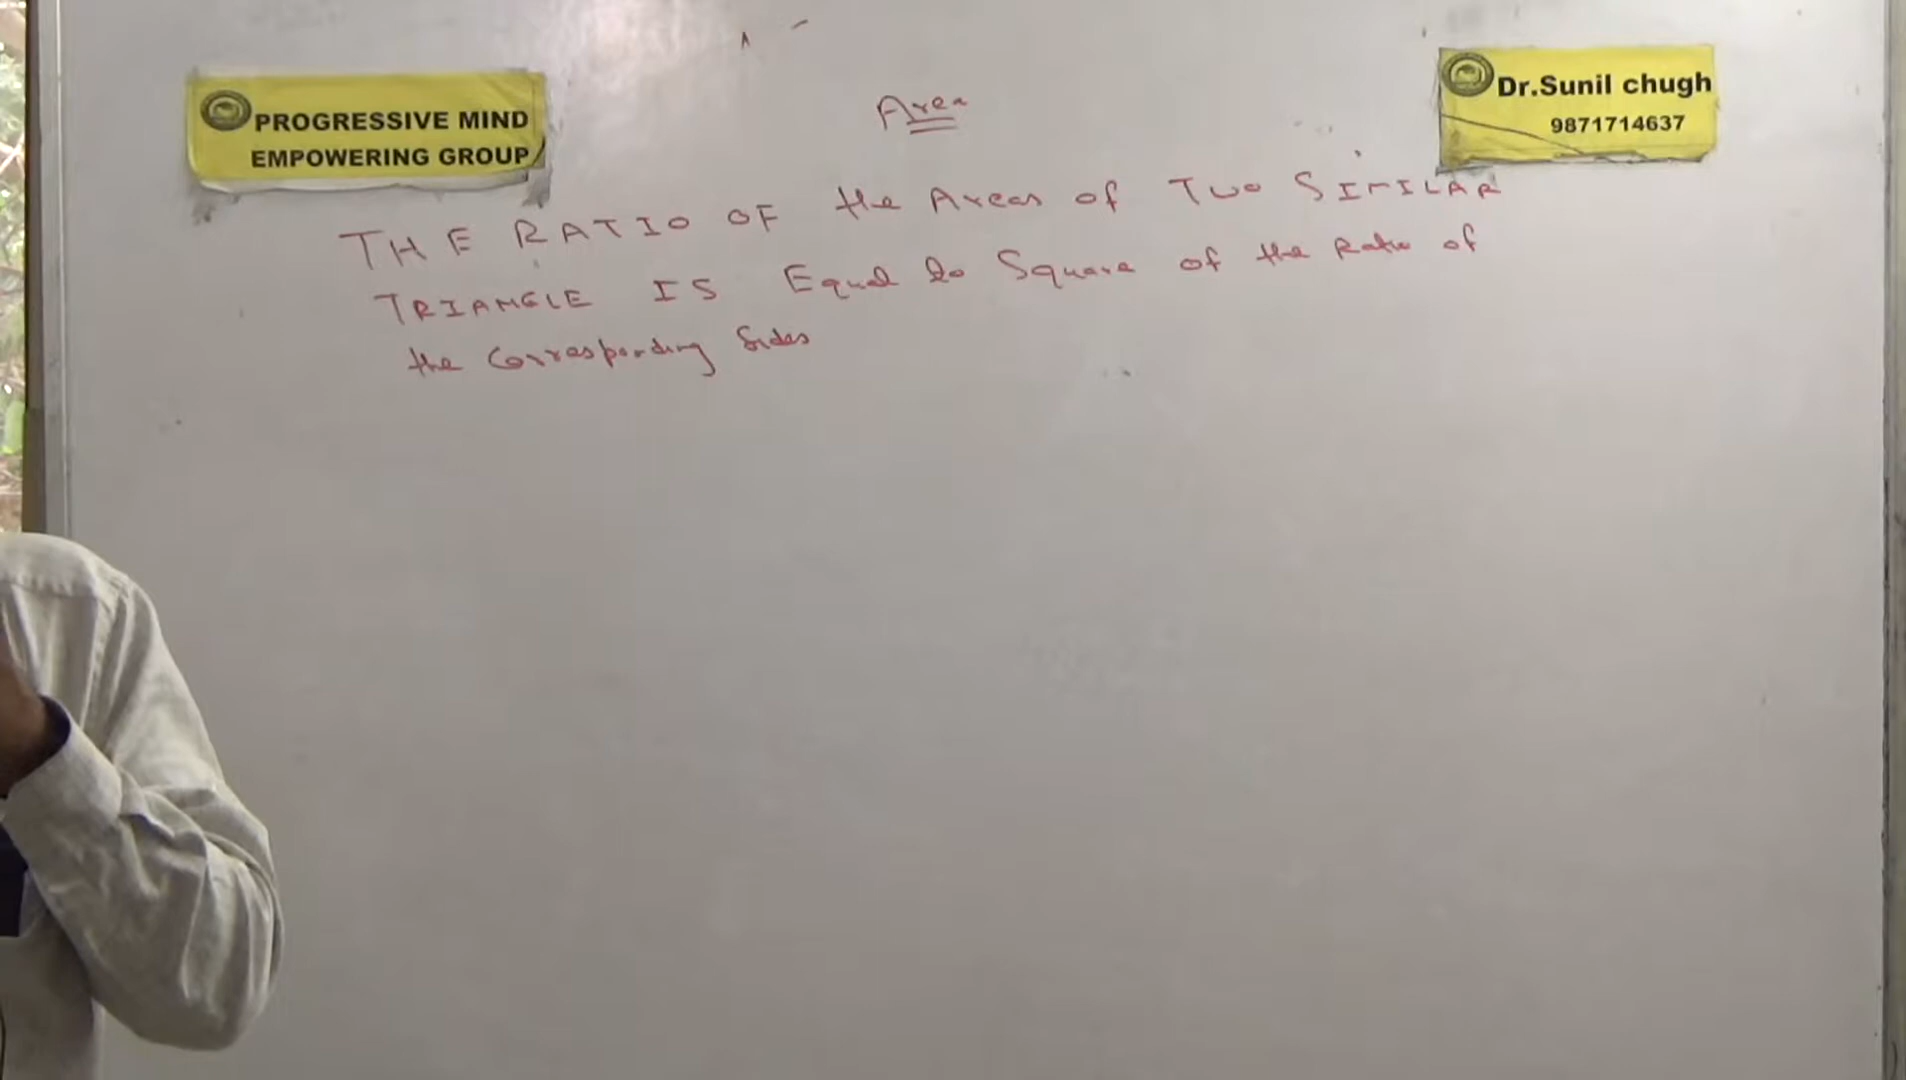 PROGRESSIVE MIND
EMPOWERING GROUP
Dr.Sunil chugh
9871714637
Area
THE RATIO OF the Areas of Two SIMILAR
TRIANGLE IS Equal to Square of the Ratio of
the Corresponding Sides